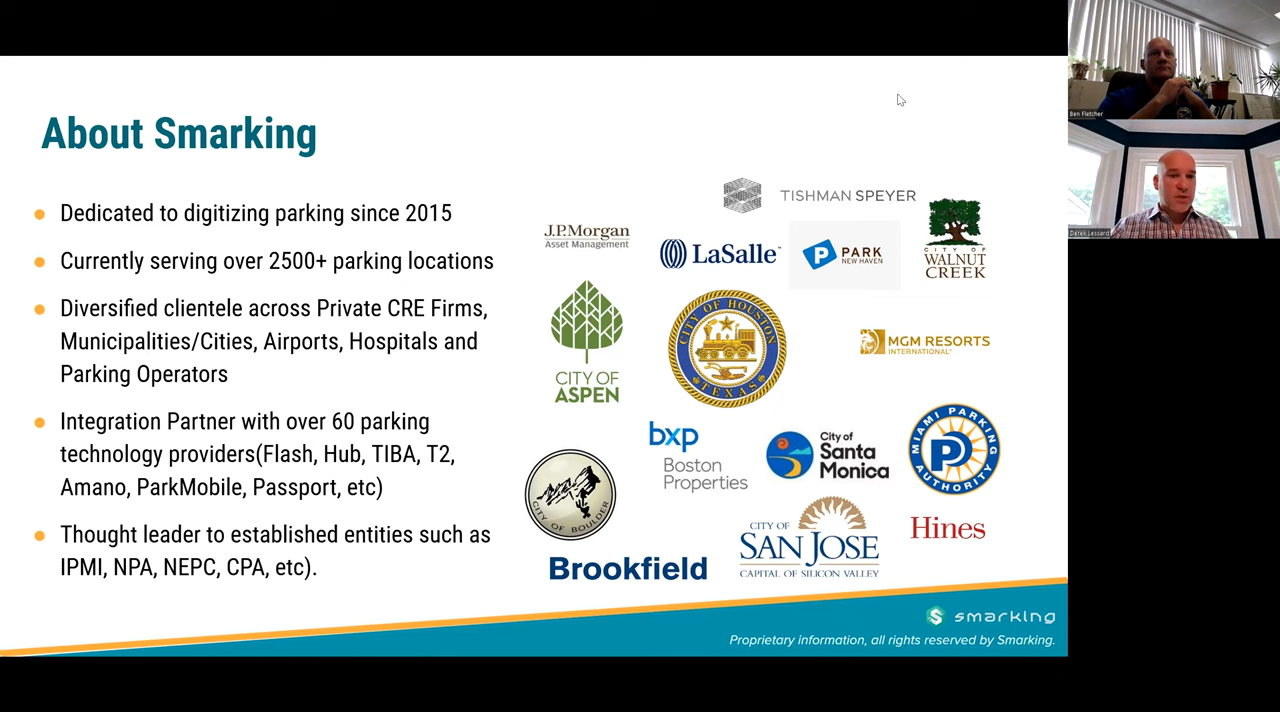 About Smarking
Dedicated to digitizing parking since 2015
Currently serving over 2500+ parking locations
Diversified clientele across Private CRE Firms,
Municipalities/Cities, Airports, Hospitals and
Parking Operators
Integration Partner with over 60 parking
technology providers(Flash, Hub, TIBA, T2,
Amano, ParkMobile, Passport, etc)
Thought leader to established entities such as
IPMI, NPA, NEPC, CPA, etc).
TISHMAN SPEYER
J.P.Morgan
Asset Management
LaSalle™
P
PARK
NEW HAVEN
CITY OF
WALNUT
CREEK
CITY OF
ASPEN
CITY OF HOUSTON
TEXAS
MGM RESORTS
INTERNATIONAL
bxp
Boston
Properties
City of
Santa
Monica
MIAMI PARKING
P
AUTHORITY
CITY OF BOULDER
CITY OF
SAN JOSE
CAPITAL OF SILICON VALLEY
Hines
Brookfield
smarking
Proprietary information, all rights reserved by Smarking.
Ben Fletcher
Derek Lessard